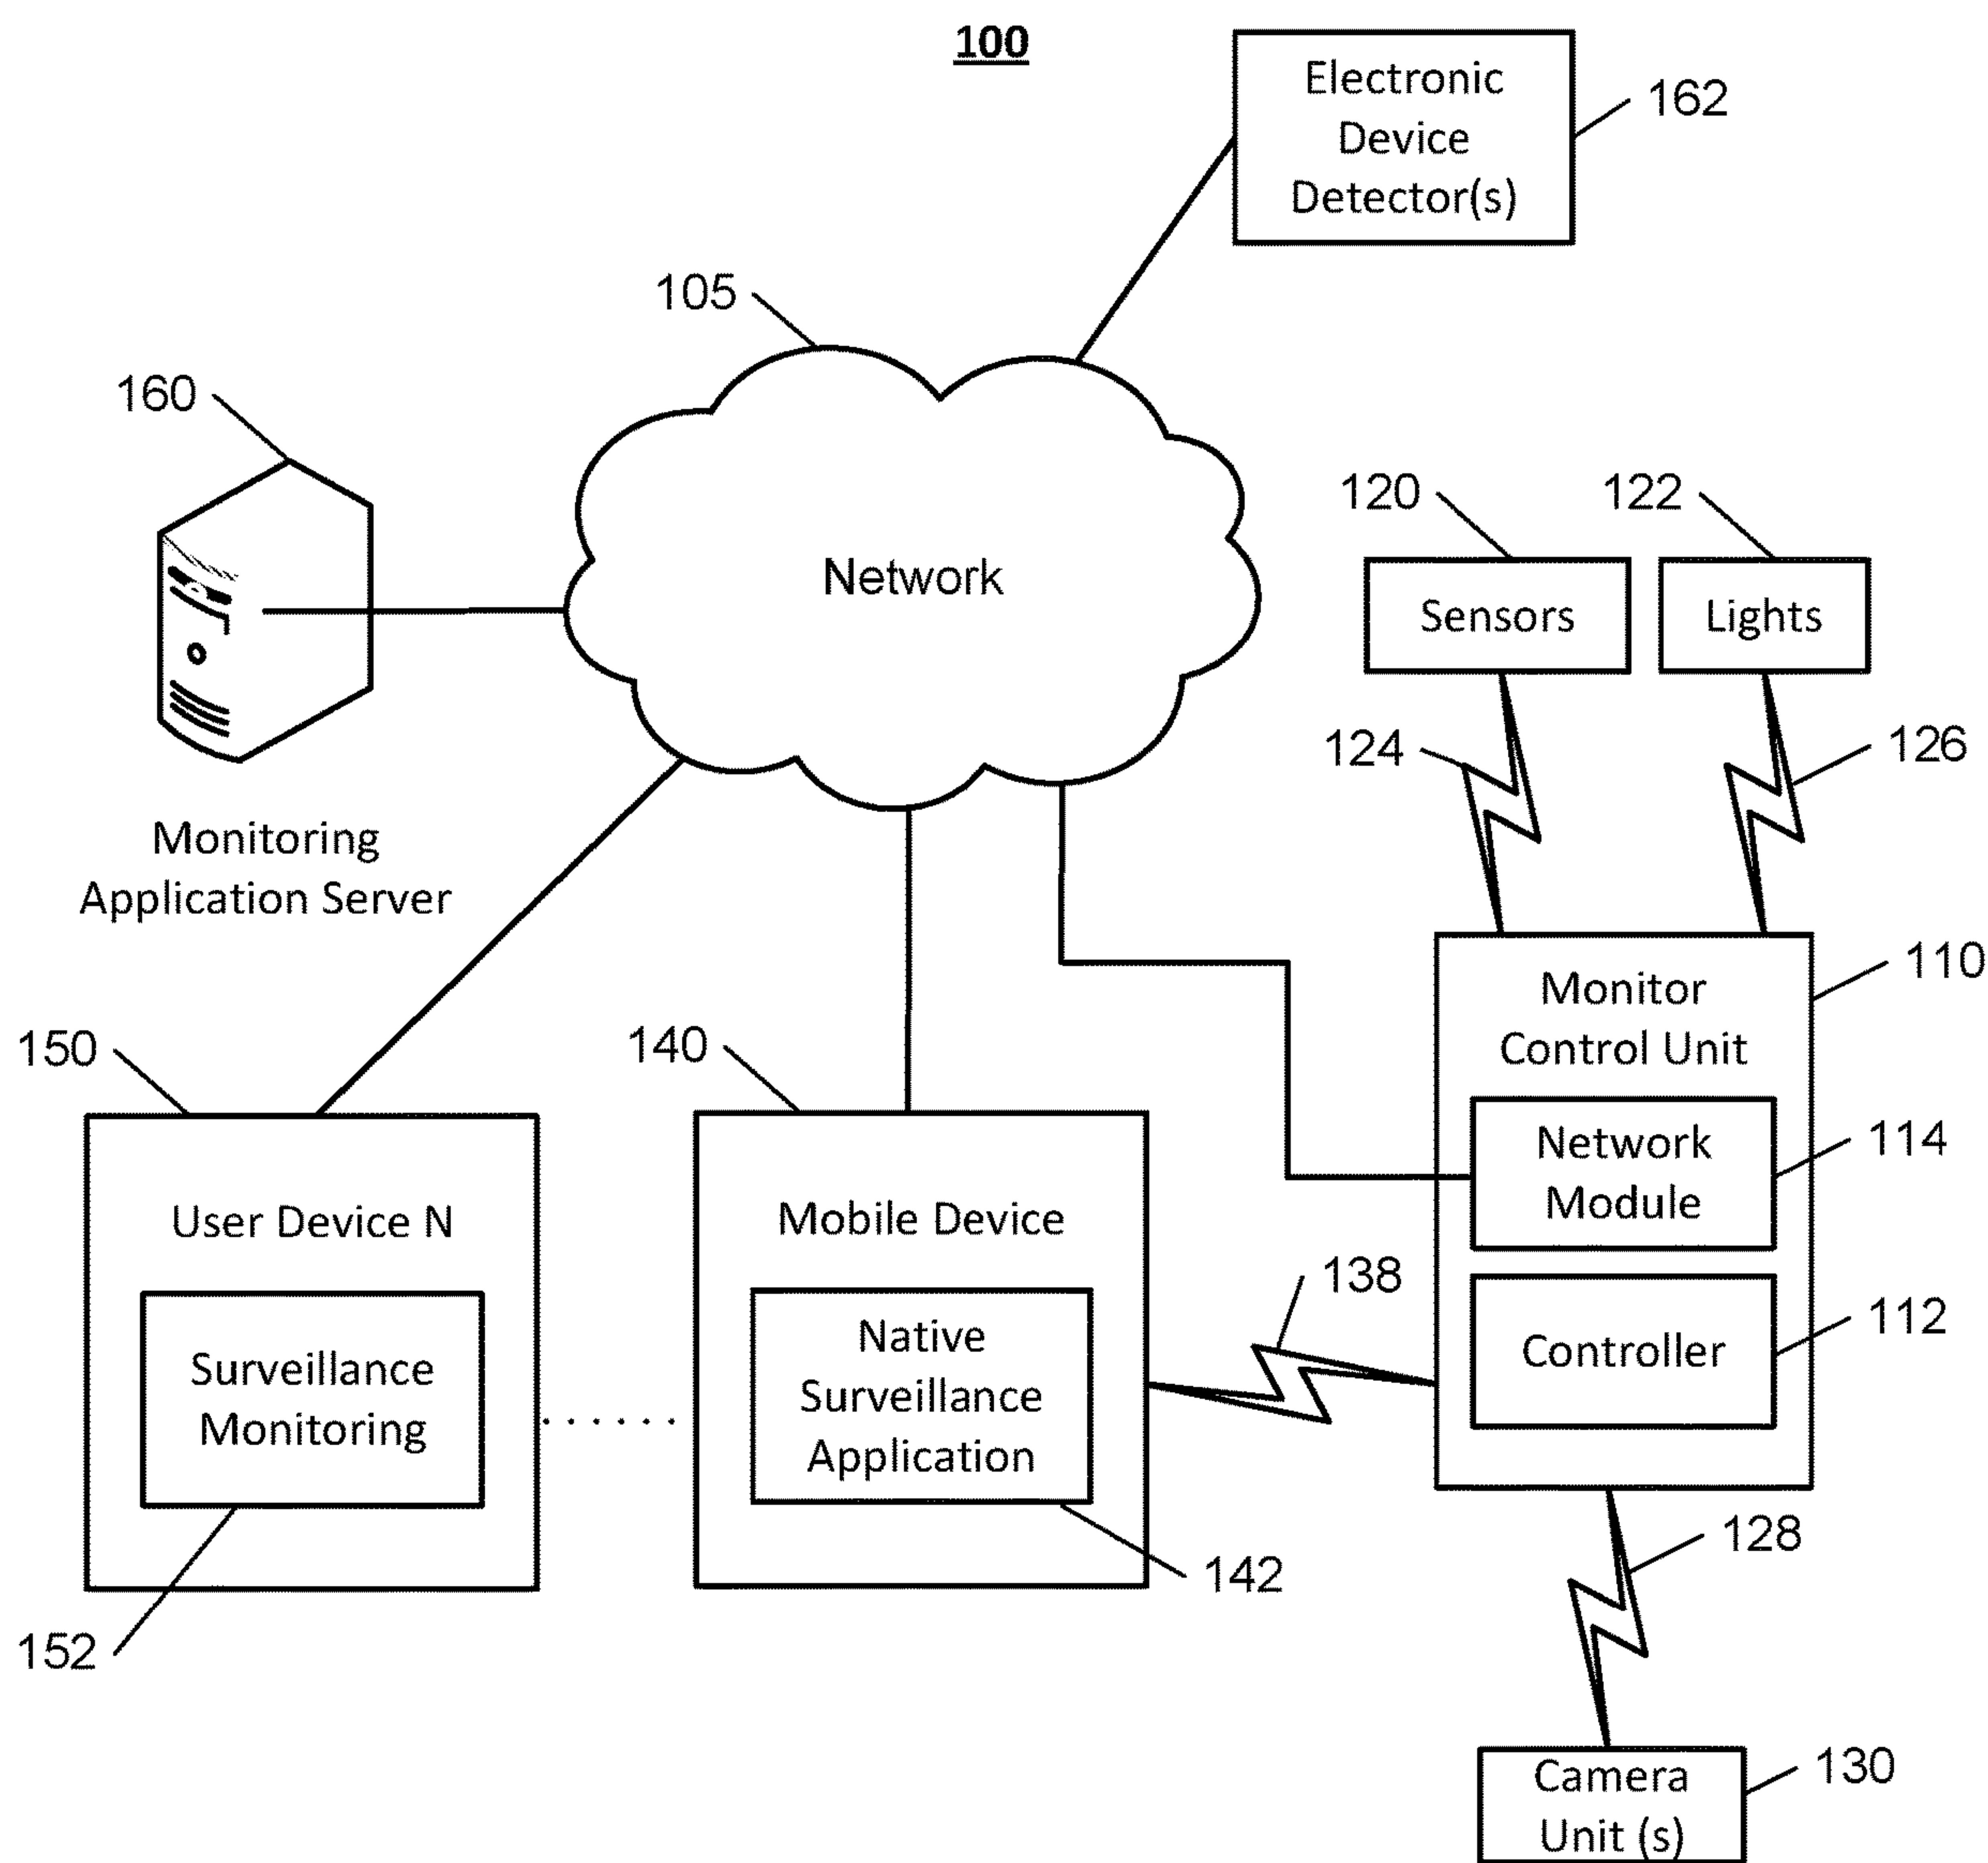 100
Electronic
Device
Detector(s)
162
105
160
Network
120
122
Sensors
Lights
124
126
Monitoring
Application Server
110
Monitor
Control Unit
150
140
Network
Module
114
User Device N
Mobile Device
138
Controller
112
Surveillance
Monitoring
Native
Surveillance
Application
. . . . . .
128
142
152
Camera
Unit (s)
130